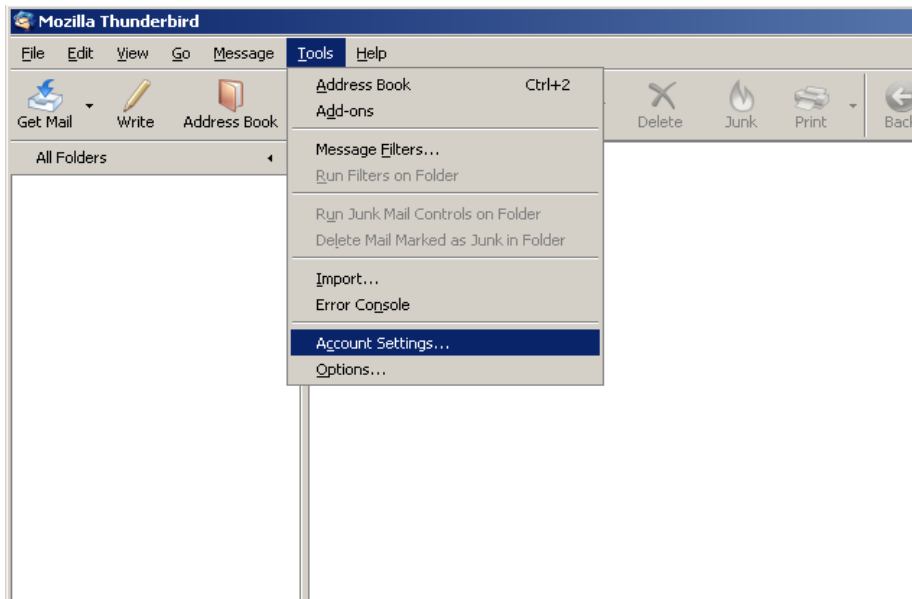 Mozilla Thunderbird
File Edit View Go Message Tools Help
Get Mail Write Address Book Delete Junk Print Back
All Folders
Address Book Ctrl+2
Add-ons
Message Filters...
Run Filters on Folder
Run Junk Mail Controls on Folder
Delete Mail Marked as Junk in Folder
Import...
Error Console
Account Settings...
Options...